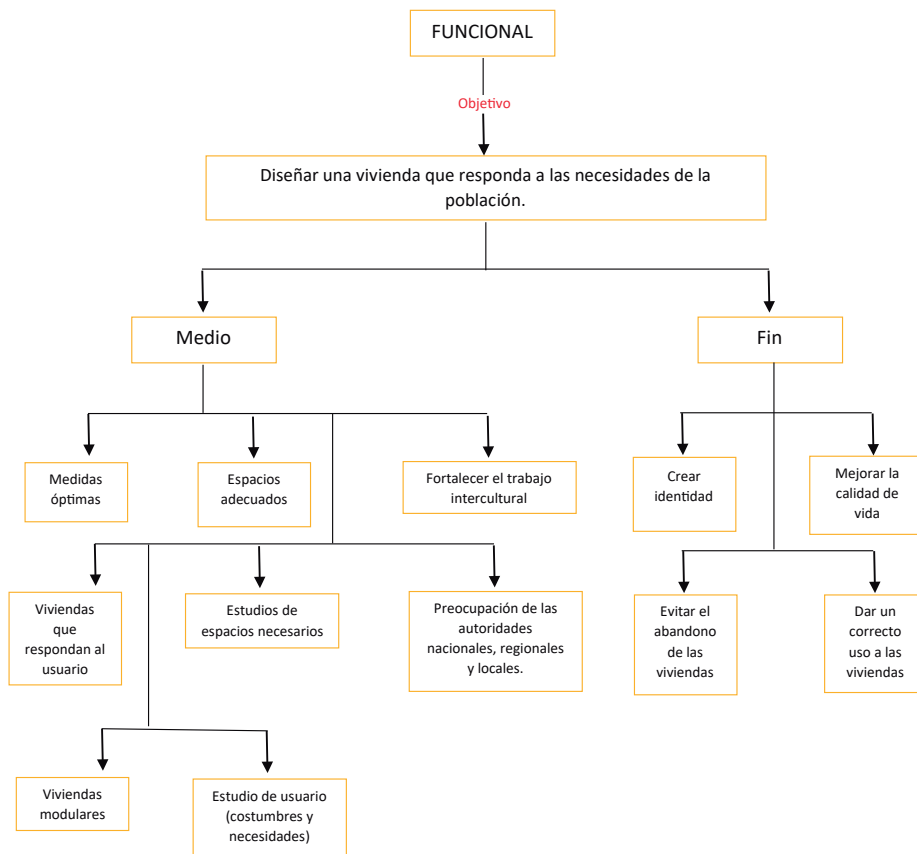 FUNCIONAL
Objetivo
Diseñar una vivienda que responda a las necesidades de la
población.
Medio
Fin
Medidas
óptimas
Espacios
adecuados
Fortalecer el trabajo
intercultural
Crear
identidad
Mejorar la
calidad de
vida
Viviendas
que
respondan al
usuario
Estudios de
espacios necesarios
Preocupación de las
autoridades
nacionales, regionales
y locales.
Evitar el
abandono
de las
viviendas
Dar un
correcto
uso a las
viviendas
Viviendas
modulares
Estudio de usuario
(costumbres y
necesidades)